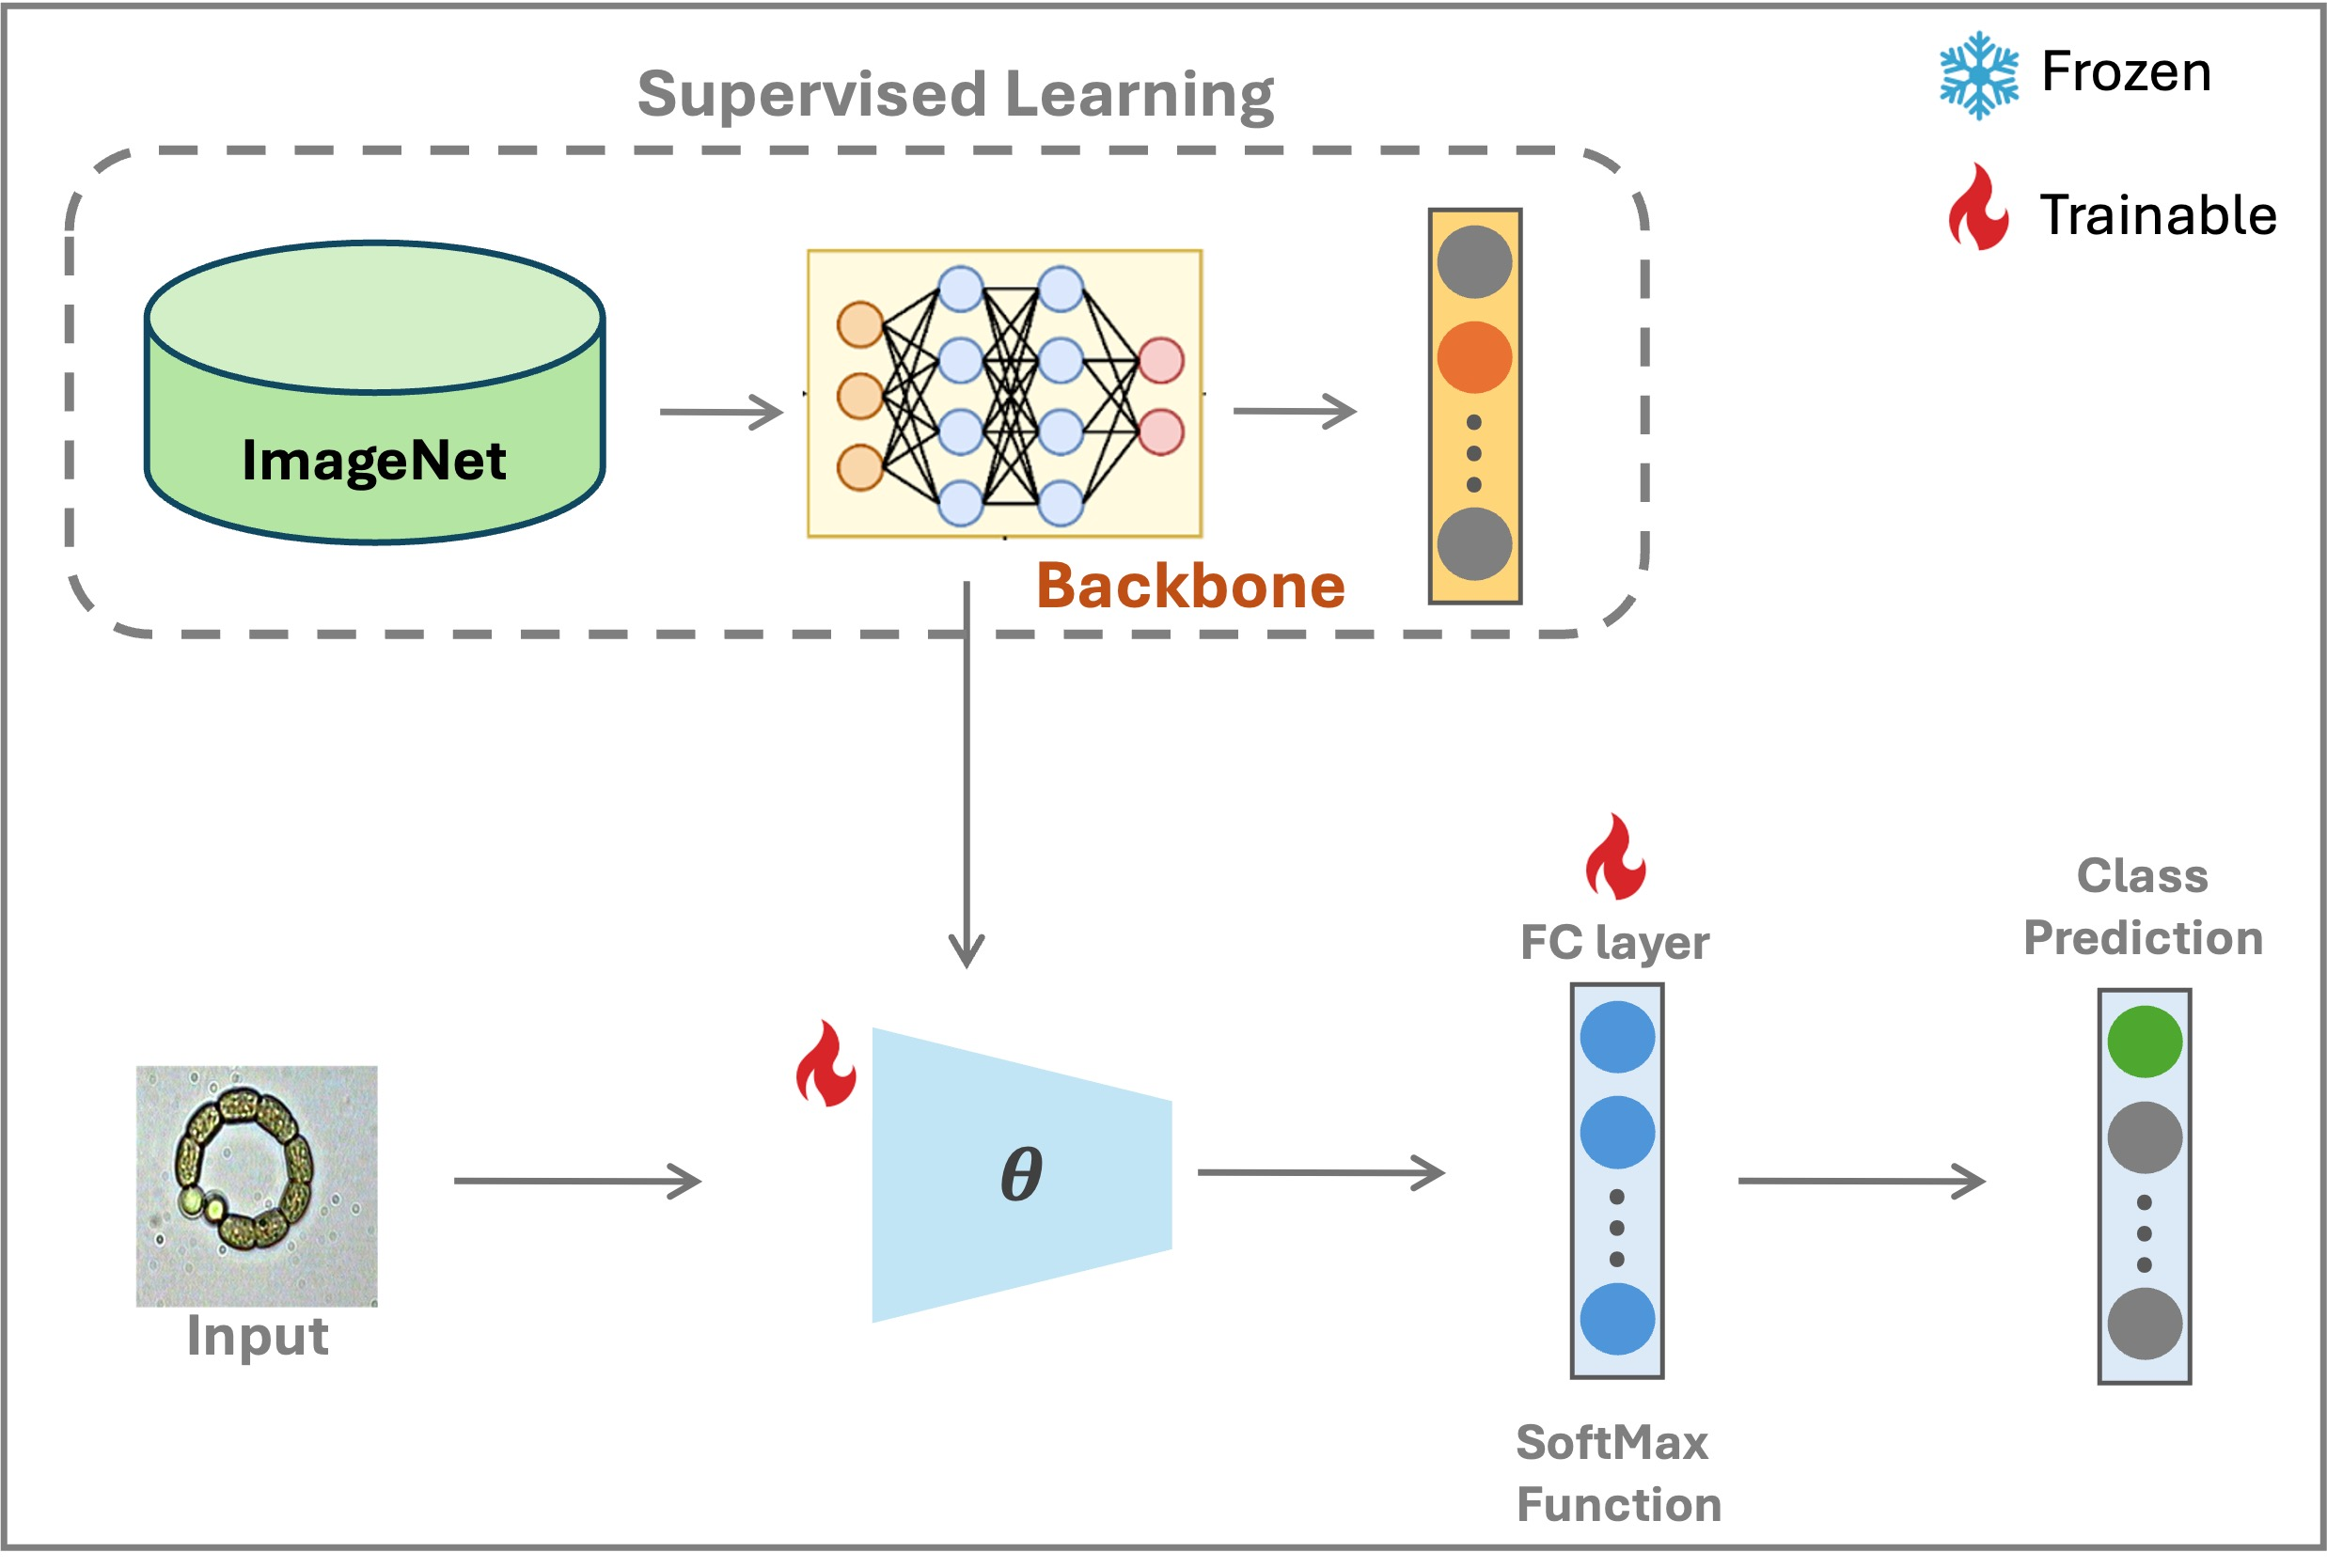 Supervised Learning
Frozen
Trainable
ImageNet
Backbone
FC layer
Class
Prediction
θ
Input
SoftMax
Function